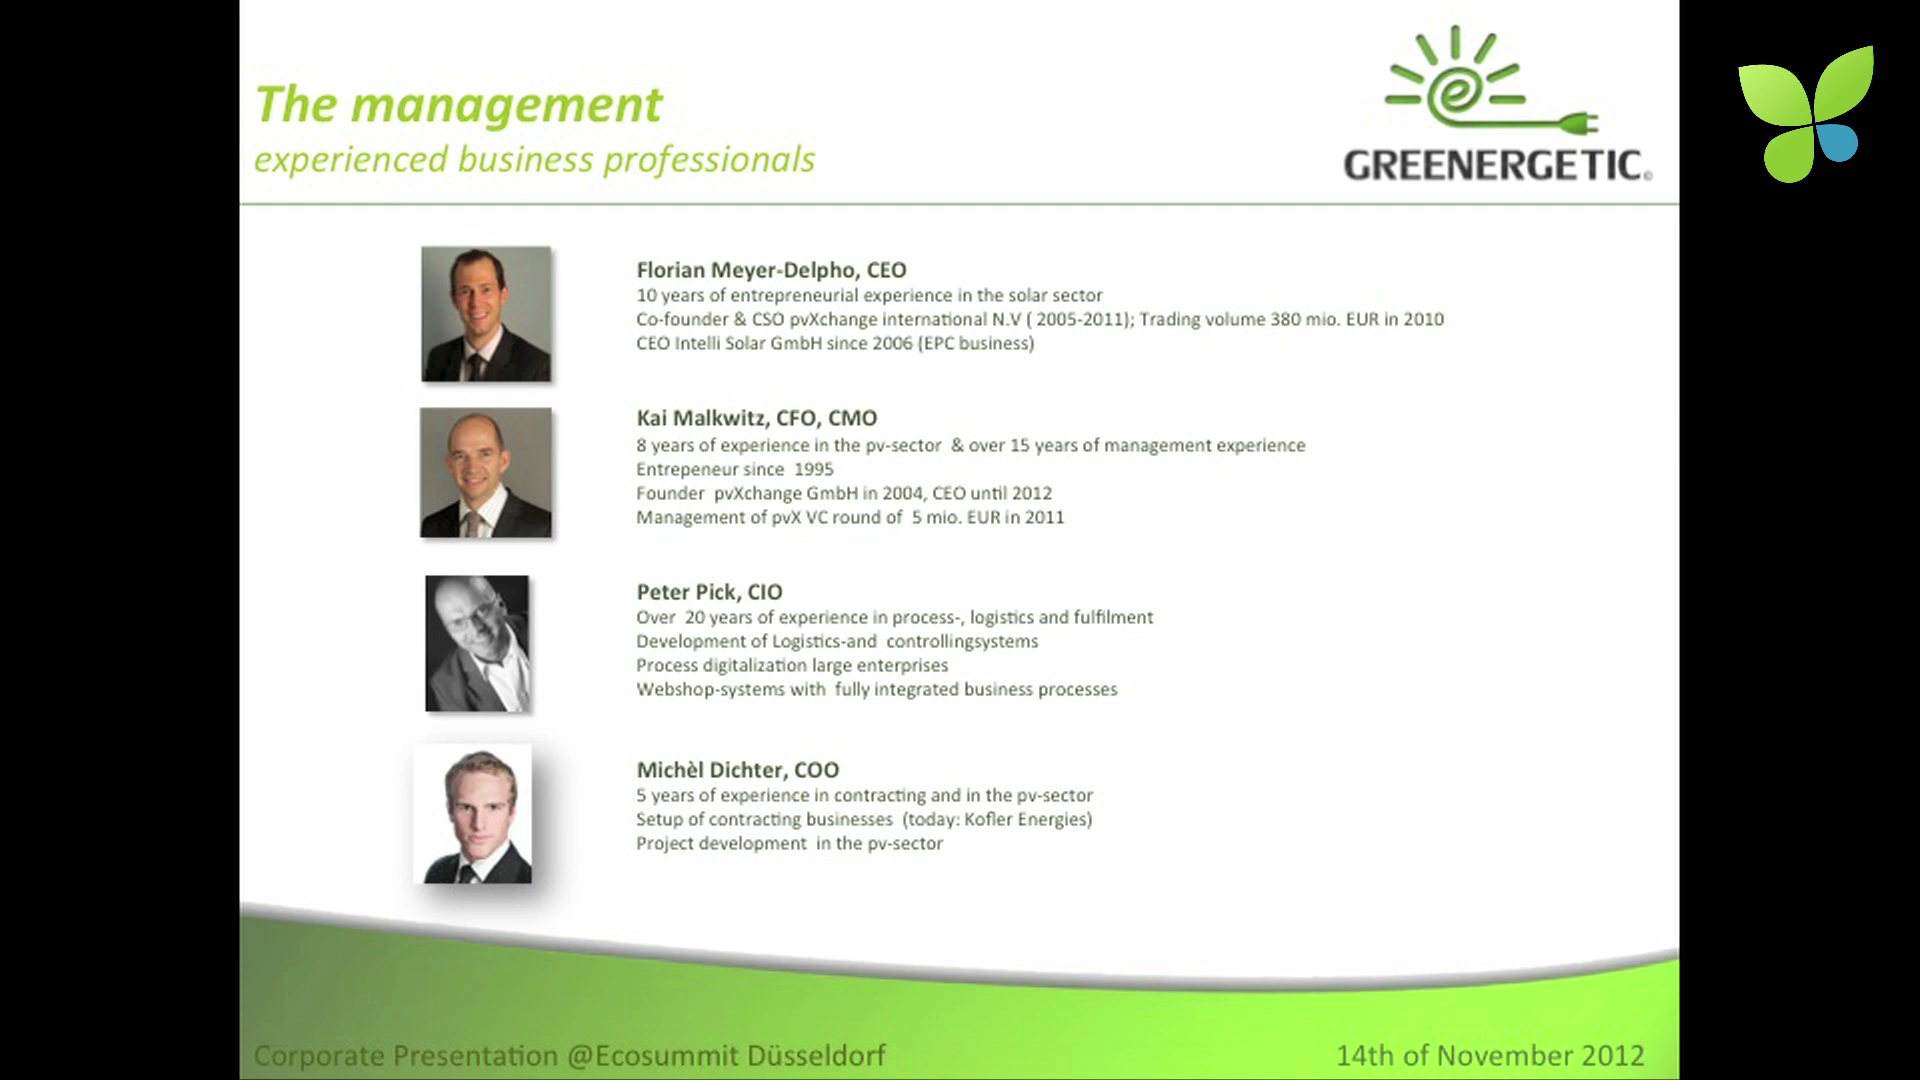 The management
experienced business professionals
GREENERGETIC
Florian Meyer-Delpho, CEO
10 years of entrepreneurial experience in the solar sector
Co-founder & CSO pvXchange international N.V ( 2005-2011); Trading volume 380 mio. EUR in 2010
CEO Intelli Solar GmbH since 2006 (EPC business)
Kai Malkwitz, CFO, CMO
8 years of experience in the pv-sector & over 15 years of management experience
Entrepeneur since 1995
Founder pvXchange GmbH in 2004, CEO until 2012
Management of pvX VC round of 5 mio. EUR in 2011
Peter Pick, CIO
Over 20 years of experience in process-, logistics and fulfilment
Development of Logistics-and controllingsystems
Process digitalization large enterprises
Webshop-systems with fully integrated business processes
Michèl Dichter, COO
5 years of experience in contracting and in the pv-sector
Setup of contracting businesses (today: Kofler Energies)
Project development in the pv-sector
Corporate Presentation @Ecosummit Düsseldorf
14th of November 2012